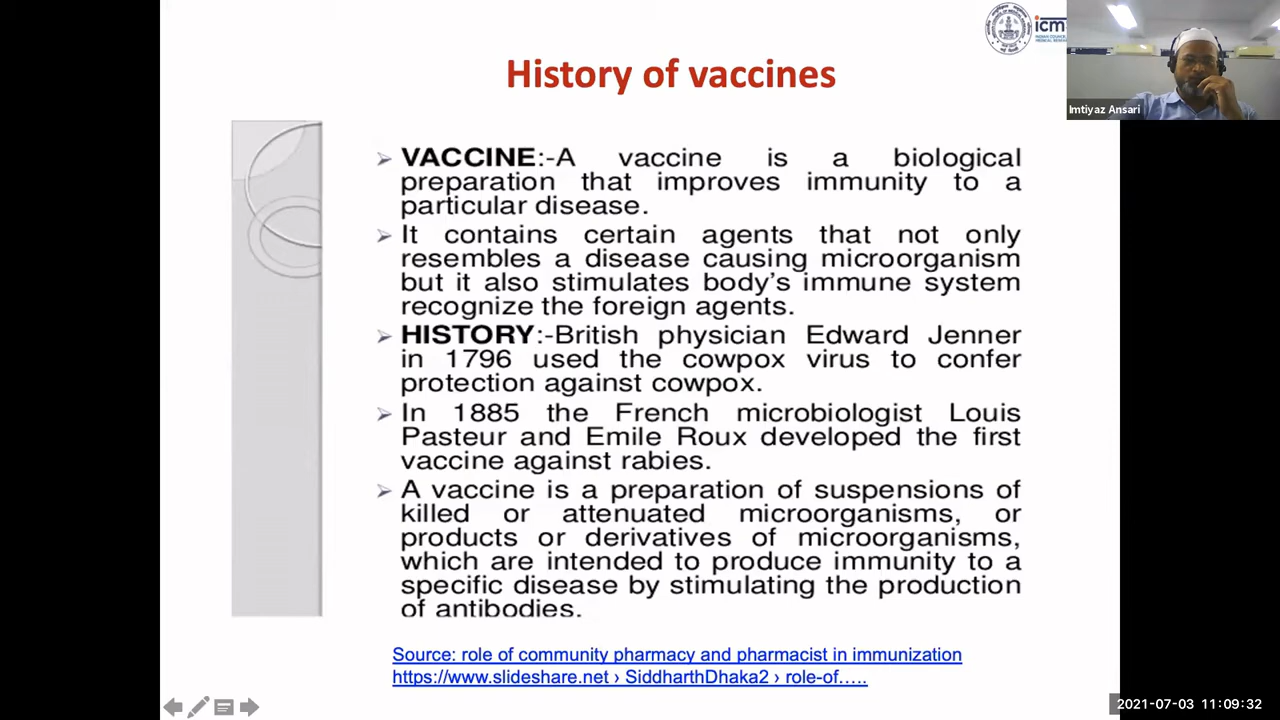 icm
INDIAN COUNCIL
MEDICAL RESEAR
Imtiyaz Ansari
History of vaccines
VACCINE:-A vaccine is a biological
preparation that improves immunity to a
particular disease.
It contains certain agents that not only
resembles a disease causing microorganism
but it also stimulates body's immune system
recognize the foreign agents.
HISTORY:-British physician Edward Jenner
in 1796 used the cowpox virus to confer
protection against cowpox.
In 1885 the French microbiologist Louis
Pasteur and Emile Roux developed the first
vaccine against rabies.
A vaccine is a preparation of suspensions of
killed or attenuated microorganisms, or
products or derivatives of microorganisms,
which are intended to produce immunity to a
specific disease by stimulating the production
of antibodies.
Source: role of community pharmacy and pharmacist in immunization
https://www.slideshare.net › SiddharthDhaka2 › role-of…..
2021-07-03 11:09:32